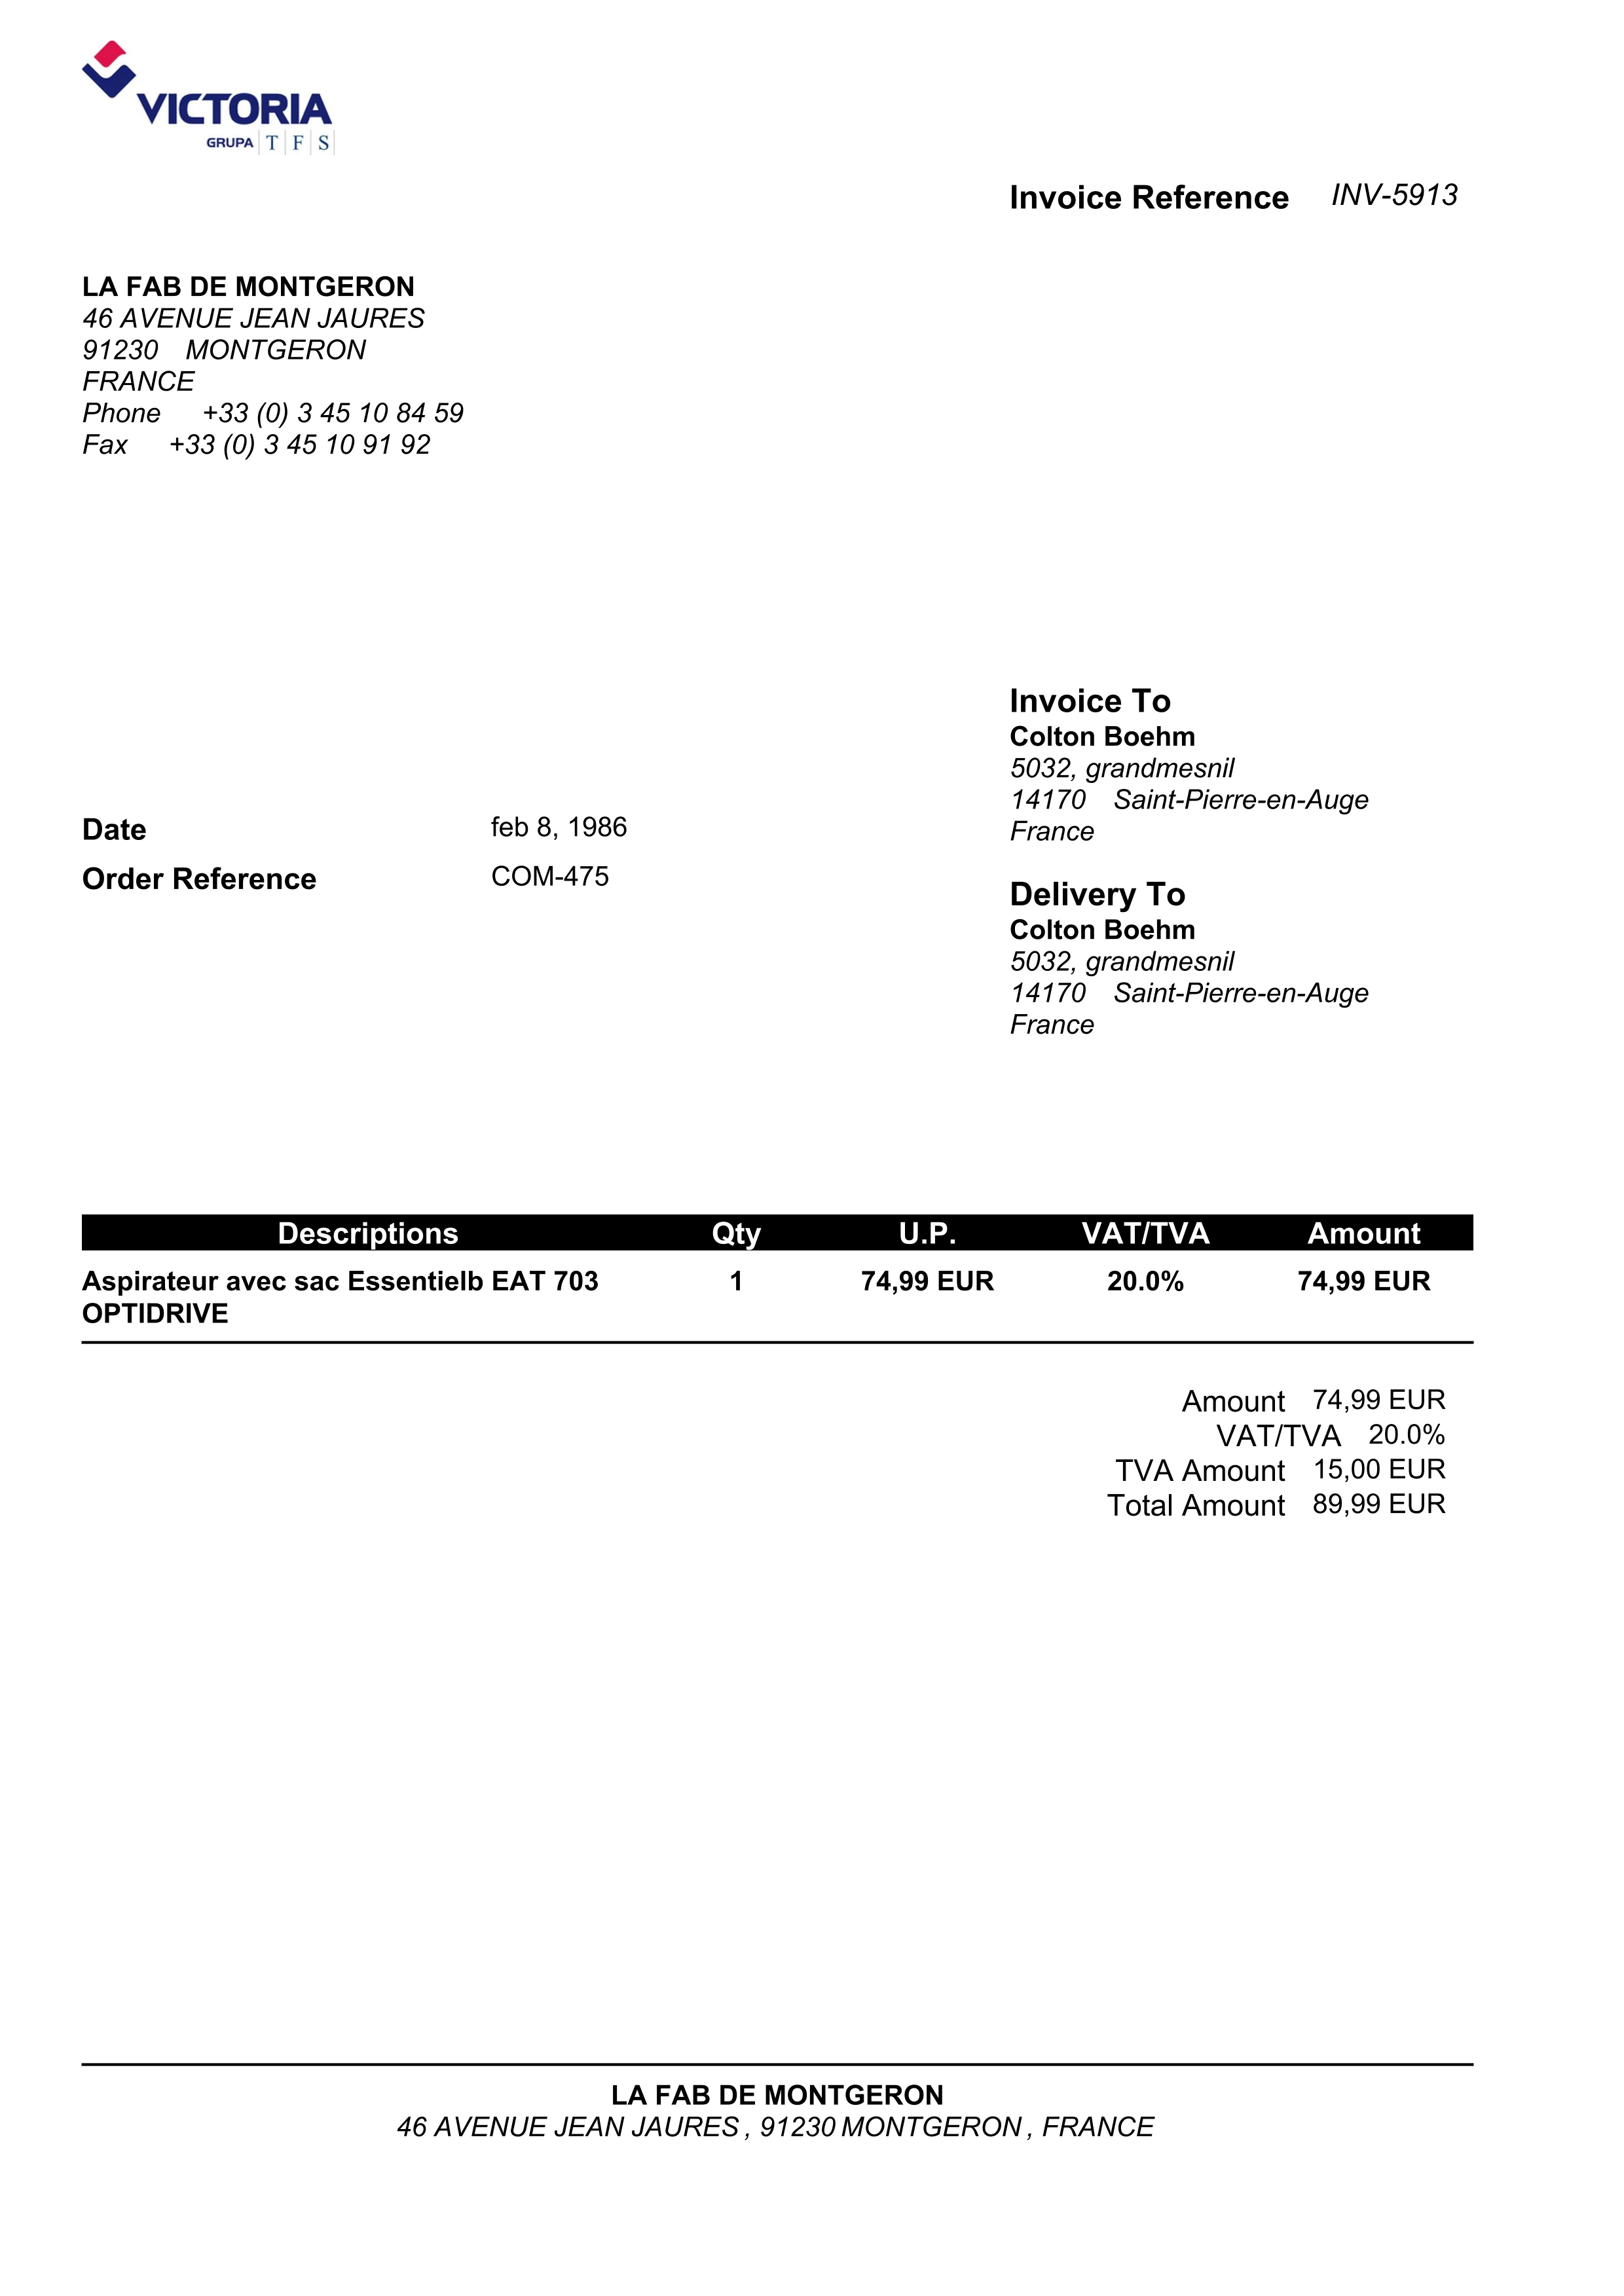 VICTORIA
GRUPA T F S
Invoice Reference INV-5913
LA FAB DE MONTGERON
46 AVENUE JEAN JAURES
91230 MONTGERON
FRANCE
Phone +33 (0) 3 45 10 84 59
Fax +33 (0) 3 45 10 91 92
Invoice To
Colton Boehm
5032, grandmesnil
14170 Saint-Pierre-en-Auge
France
Date feb 8, 1986
Order Reference COM-475
Delivery To
Colton Boehm
5032, grandmesnil
14170 Saint-Pierre-en-Auge
France
Descriptions Qty U.P. VAT/TVA Amount
Aspirateur avec sac Essentielb EAT 703 1 74,99 EUR 20.0% 74,99 EUR
OPTIDRIVE
Amount 74,99 EUR
VAT/TVA 20.0%
TVA Amount 15,00 EUR
Total Amount 89,99 EUR
LA FAB DE MONTGERON
46 AVENUE JEAN JAURES , 91230 MONTGERON , FRANCE